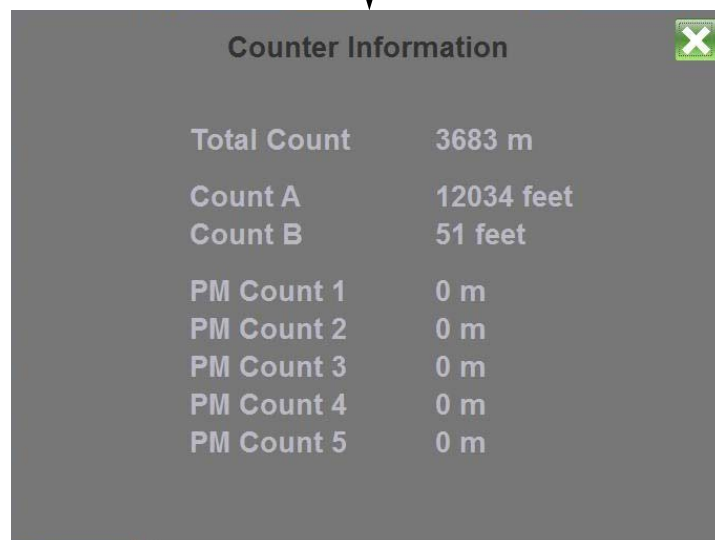 Counter Information
Total Count 3683 m
Count A 12034 feet
Count B 51 feet
PM Count 1 0 m
PM Count 2 0 m
PM Count 3 0 m
PM Count 4 0 m
PM Count 5 0 m